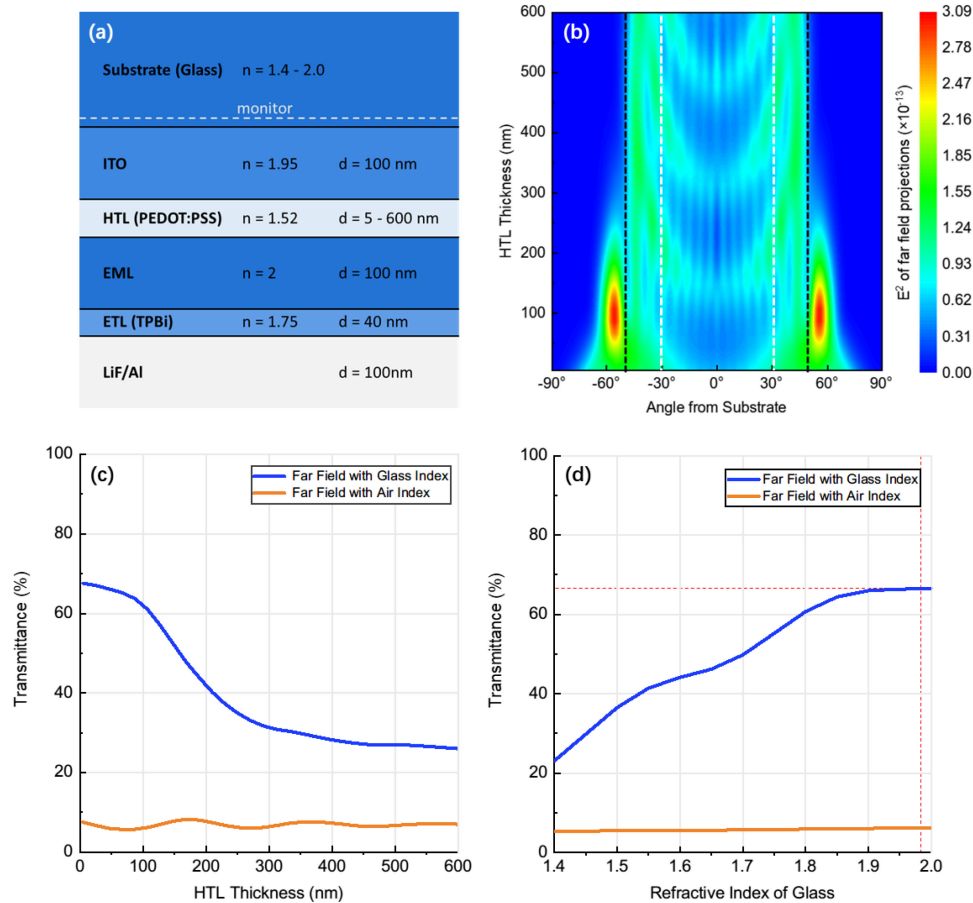 (a)
Substrate (Glass) n = 1.4 - 2.0
monitor
ITO n = 1.95 d = 100 nm
HTL (PEDOT:PSS) n = 1.52 d = 5 - 600 nm
EML n = 2 d = 100 nm
ETL (TPBi) n = 1.75 d = 40 nm
LiF/Al d = 100nm
(b)
HTL Thickness (nm)
600
500
400
300
200
100
-90° -60° -30° 0° 30° 60° 90°
Angle from Substrate
3.09
2.78
2.47
2.16
1.85
1.55
1.24
0.93
0.62
0.31
0.00
E² of far field projections (×10⁻¹³)
(c)
Far Field with Glass Index
Far Field with Air Index
Transmittance (%)
100
80
60
40
20
0
0 100 200 300 400 500 600
HTL Thickness (nm)
(d)
Far Field with Glass Index
Far Field with Air Index
Transmittance (%)
100
80
60
40
20
0
1.4 1.5 1.6 1.7 1.8 1.9 2.0
Refractive Index of Glass